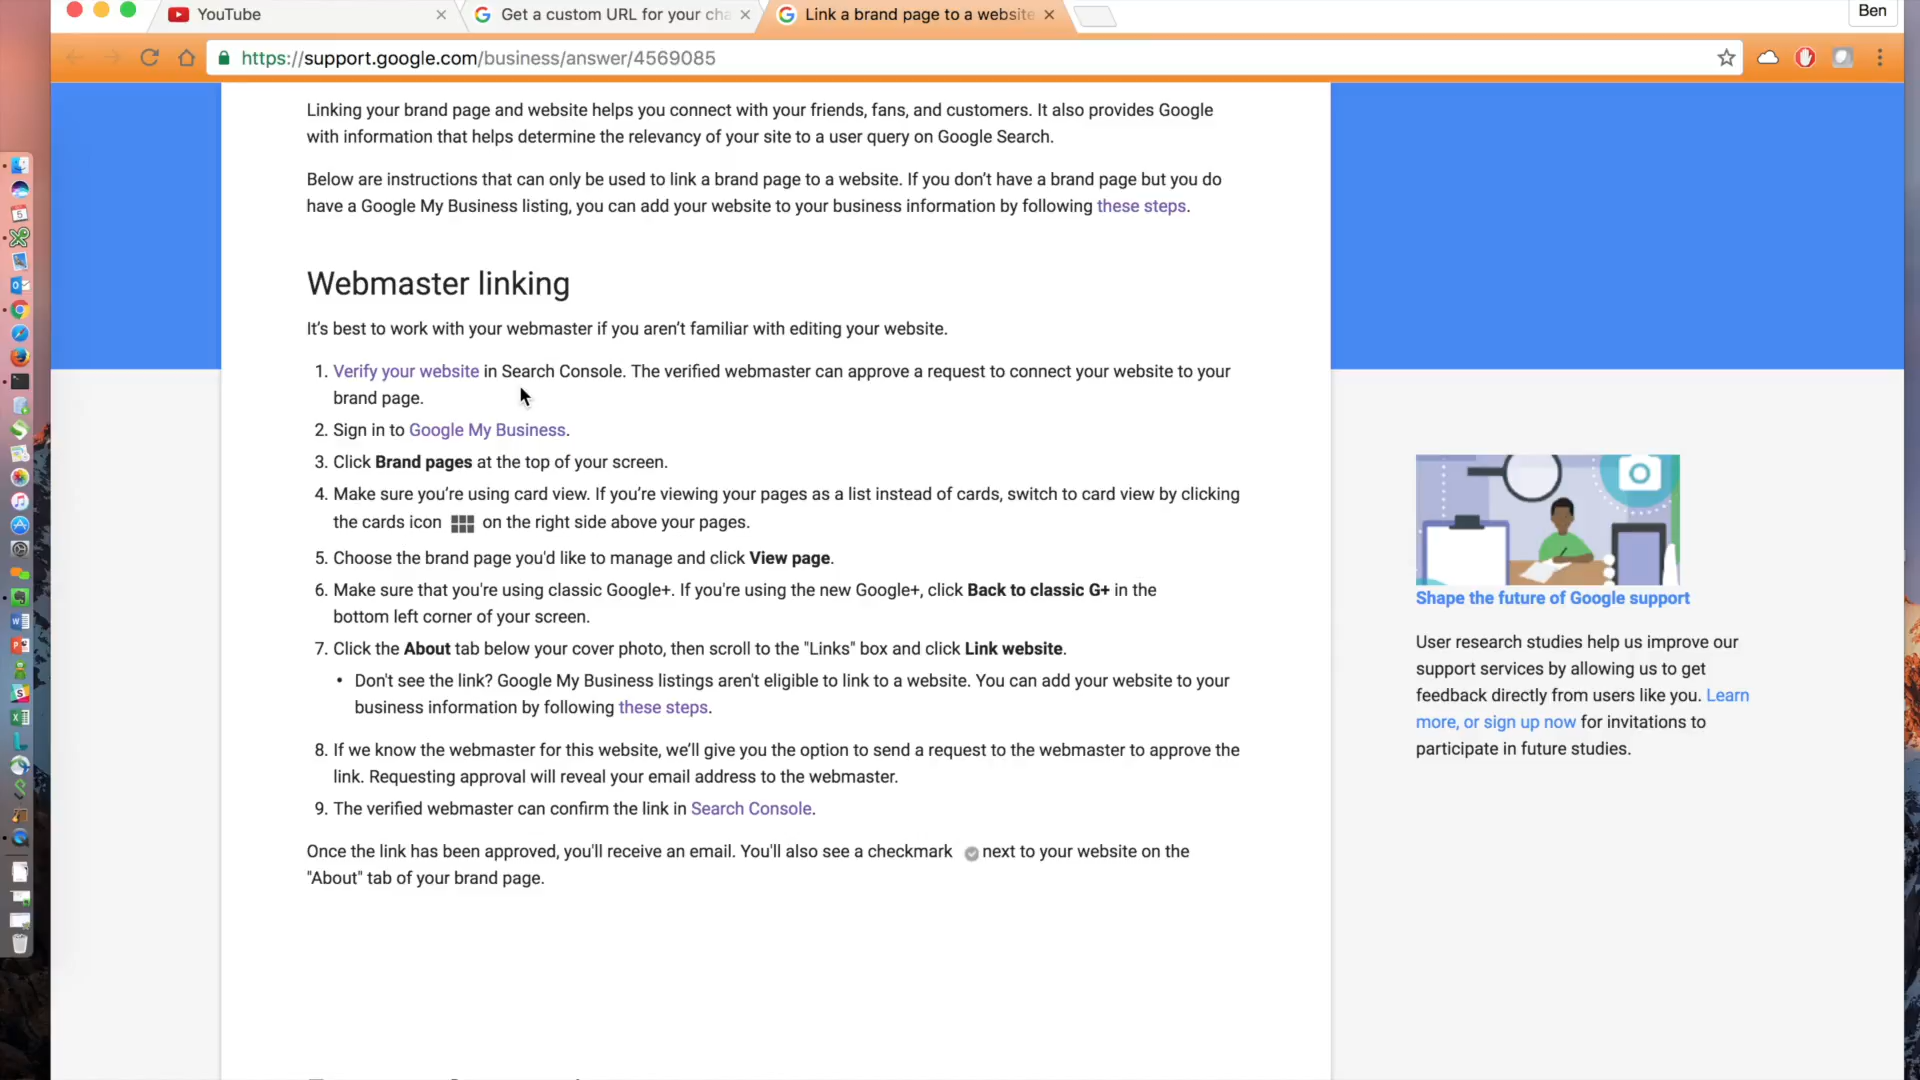 YouTube
Get a custom URL for your cha
Link a brand page to a website
Ben
https://support.google.com/business/answer/4569085
Linking your brand page and website helps you connect with your friends, fans, and customers. It also provides Google
with information that helps determine the relevancy of your site to a user query on Google Search.
Below are instructions that can only be used to link a brand page to a website. If you don’t have a brand page but you do
have a Google My Business listing, you can add your website to your business information by following these steps.
Webmaster linking
It’s best to work with your webmaster if you aren’t familiar with editing your website.
1. Verify your website in Search Console. The verified webmaster can approve a request to connect your website to your
brand page.
2. Sign in to Google My Business.
3. Click Brand pages at the top of your screen.
4. Make sure you’re using card view. If you’re viewing your pages as a list instead of cards, switch to card view by clicking
the cards icon on the right side above your pages.
5. Choose the brand page you'd like to manage and click View page.
6. Make sure that you're using classic Google+. If you're using the new Google+, click Back to classic G+ in the
bottom left corner of your screen.
7. Click the About tab below your cover photo, then scroll to the "Links" box and click Link website.
• Don't see the link? Google My Business listings aren't eligible to link to a website. You can add your website to your
business information by following these steps.
8. If we know the webmaster for this website, we’ll give you the option to send a request to the webmaster to approve the
link. Requesting approval will reveal your email address to the webmaster.
9. The verified webmaster can confirm the link in Search Console.
Once the link has been approved, you'll receive an email. You'll also see a checkmark next to your website on the
"About" tab of your brand page.
Shape the future of Google support
User research studies help us improve our
support services by allowing us to get
feedback directly from users like you. Learn
more, or sign up now for invitations to
participate in future studies.